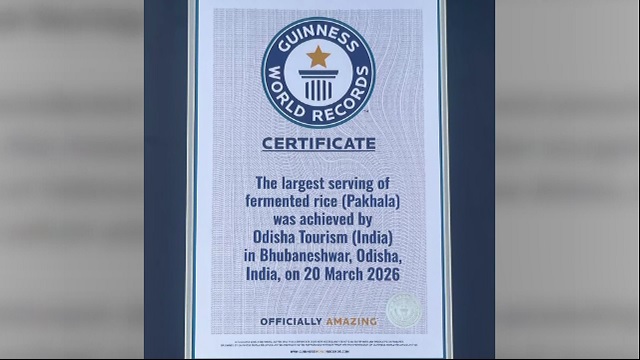 GUINNESS
WORLD RECORDS
CERTIFICATE
The largest serving of
fermented rice (Pakhala)
was achieved by
Odisha Tourism (India)
in Bhubaneshwar, Odisha,
India, on 20 March 2026
OFFICIALLY AMAZING